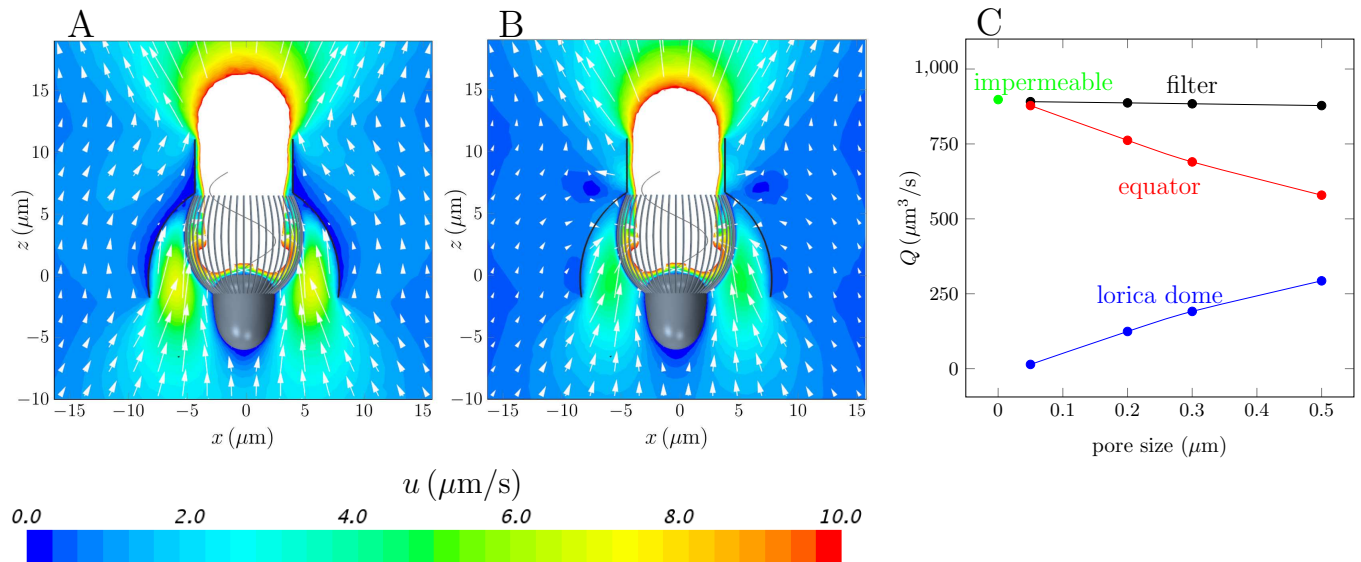 A
z (μm)
15
10
5
0
−5
−10
−15 −10 −5 0 5 10 15
x (μm)
B
z (μm)
15
10
5
0
−5
−10
−15 −10 −5 0 5 10 15
x (μm)
C
Q (μm³/s)
1,000
750
500
250
0
impermeable
filter
equator
lorica dome
0 0.1 0.2 0.3 0.4 0.5
pore size (μm)
u (μm/s)
0.0 2.0 4.0 6.0 8.0 10.0